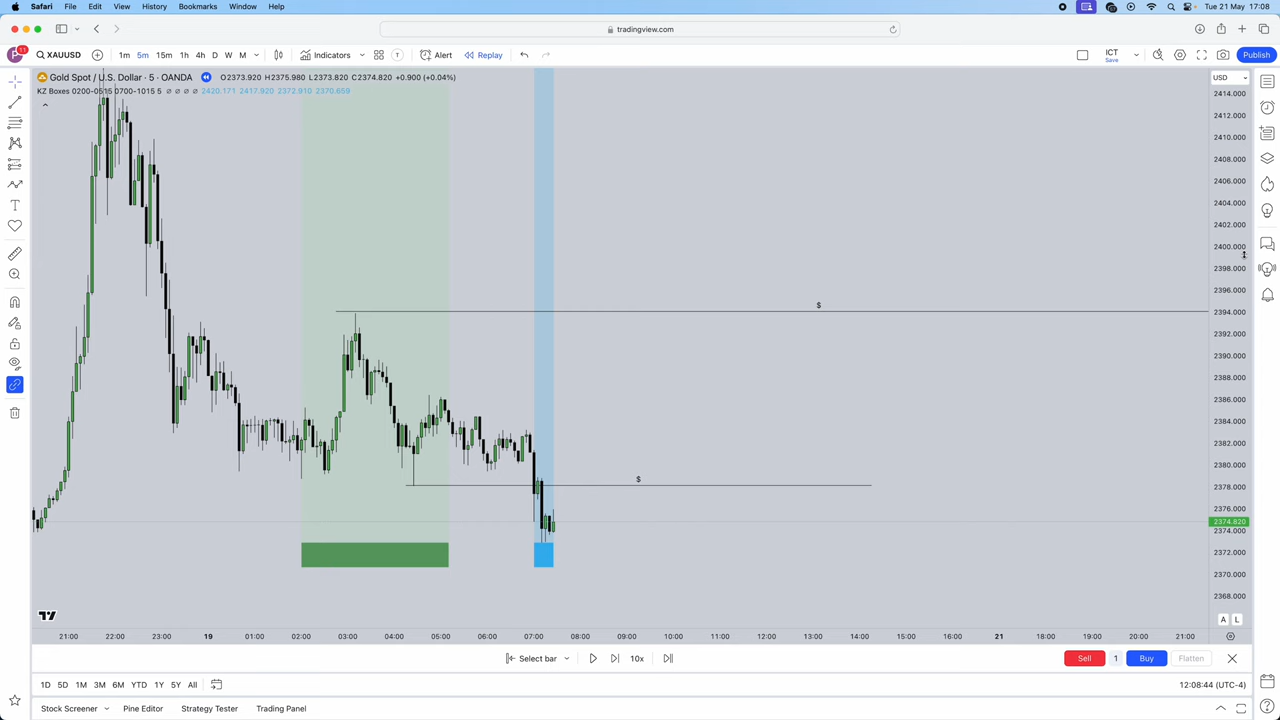 Safari File Edit View History Bookmarks Window Help Tue 21 May 17:08
tradingview.com
11 XAUUSD 1m 5m 15m 1h 4h D W M Indicators T Alert Replay ICT Save Publish
Gold Spot / U.S. Dollar · 5 · OANDA O2373.920 H2375.980 L2373.820 C2374.820 +0.900 (+0.04%) USD
KZ Boxes 0200-0515 0700-1015 5 ∅ ∅ ∅ ∅ 2420.171 2417.920 2372.910 2370.659
2414.000
2412.000
2410.000
2408.000
2406.000
2404.000
2402.000
2400.000
2398.000
2396.000
$
2394.000
2392.000
2390.000
2388.000
2386.000
2384.000
2382.000
2380.000
$
2378.000
2376.000
2374.820
2374.000
2372.000
2370.000
2368.000
A L
21:00 22:00 23:00 19 01:00 02:00 03:00 04:00 05:00 06:00 07:00 08:00 09:00 10:00 11:00 12:00 13:00 14:00 15:00 16:00 21 18:00 19:00 20:00 21:00
Select bar 10x Sell 1 Buy Flatten
1D 5D 1M 3M 6M YTD 1Y 5Y All 12:08:44 (UTC-4)
Stock Screener Pine Editor Strategy Tester Trading Panel